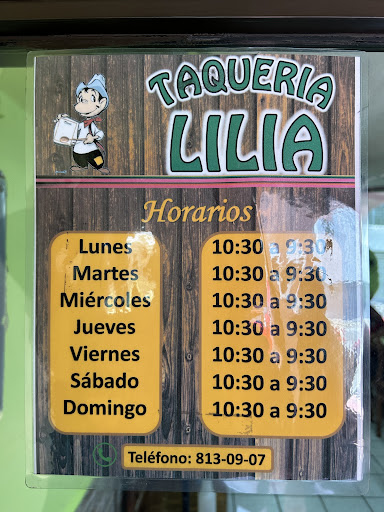 TAQUERIA
LILIA
Horarios
Lunes 10:30 a 9:30
Martes 10:30 a 9:30
Miércoles 10:30 a 9:30
Jueves 10:30 a 9:30
Viernes 10:30 a 9:30
Sábado 10:30 a 9:30
Domingo 10:30 a 9:30
Teléfono: 813-09-07